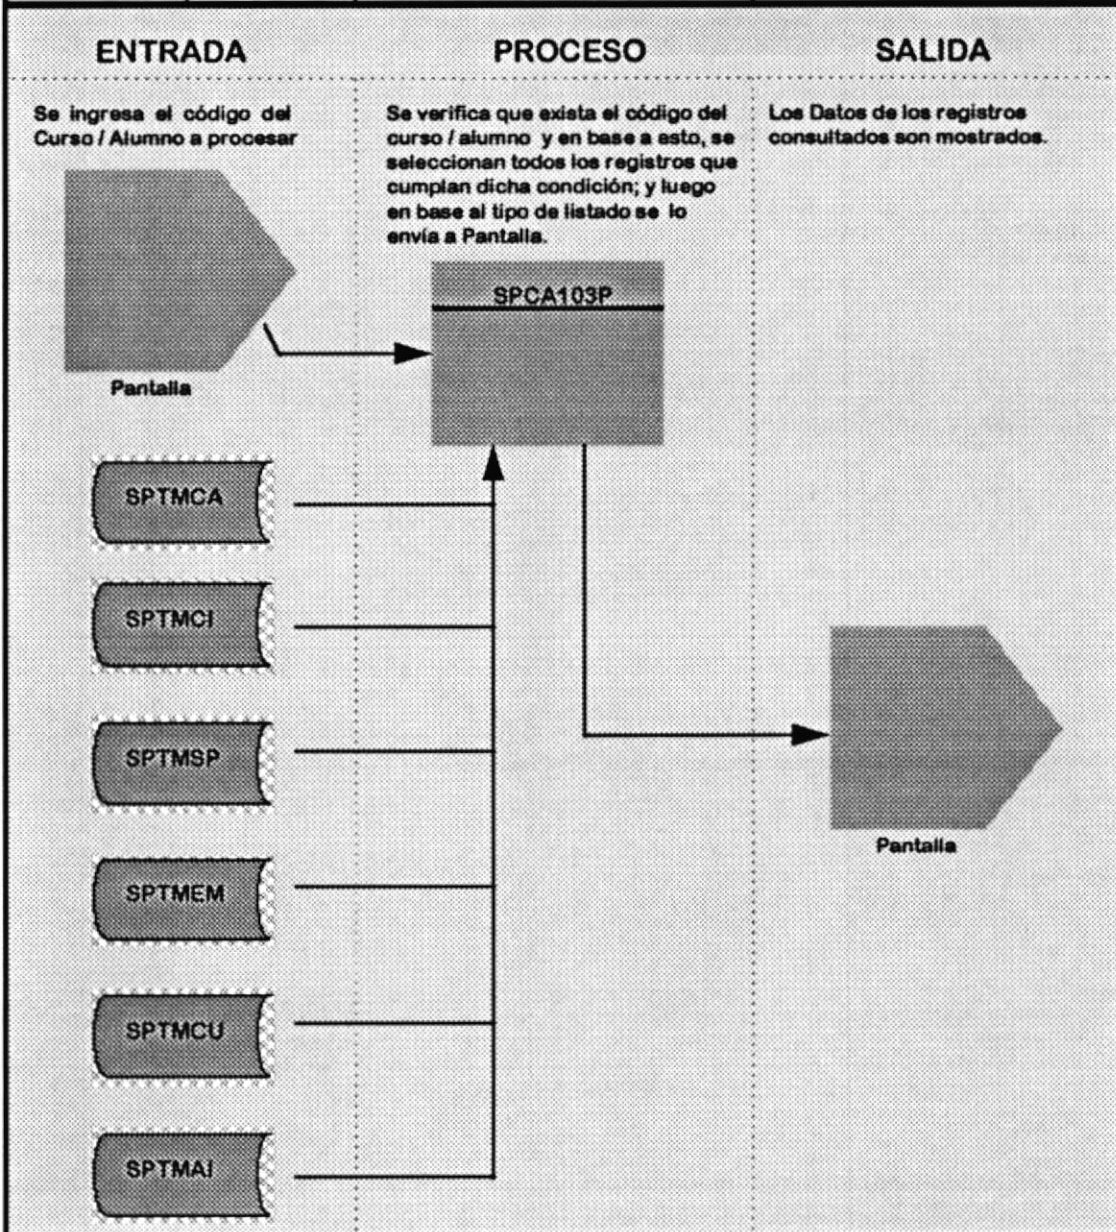 ENTRADA
PROCESO
SALIDA
Se ingresa el código del
Curso / Alumno a procesar
Se verifica que exista el código del
curso / alumno y en base a esto, se
seleccionan todos los registros que
cumplan dicha condición; y luego
en base al tipo de listado se lo
envía a Pantalla.
Los Datos de los registros
consultados son mostrados.
SPCA103P
Pantalla
SPTMCA
SPTMCI
SPTMSP
SPTMEM
SPTMCU
SPTMAI
Pantalla